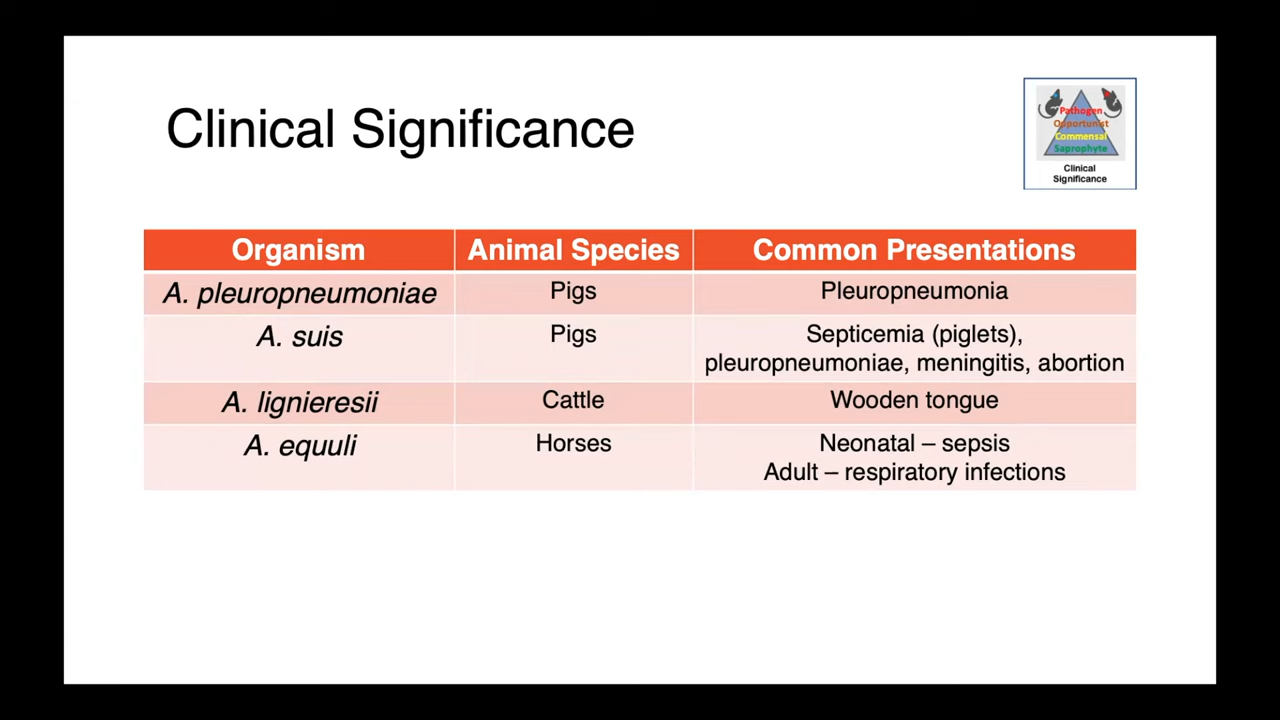 Clinical Significance
Pathogen
Opportunist
Commensal
Saprophyte
Clinical
Significance
Organism Animal Species Common Presentations
A. pleuropneumoniae Pigs Pleuropneumonia
A. suis Pigs Septicemia (piglets),
pleuropneumoniae, meningitis, abortion
A. lignieresii Cattle Wooden tongue
A. equuli Horses Neonatal – sepsis
Adult – respiratory infections